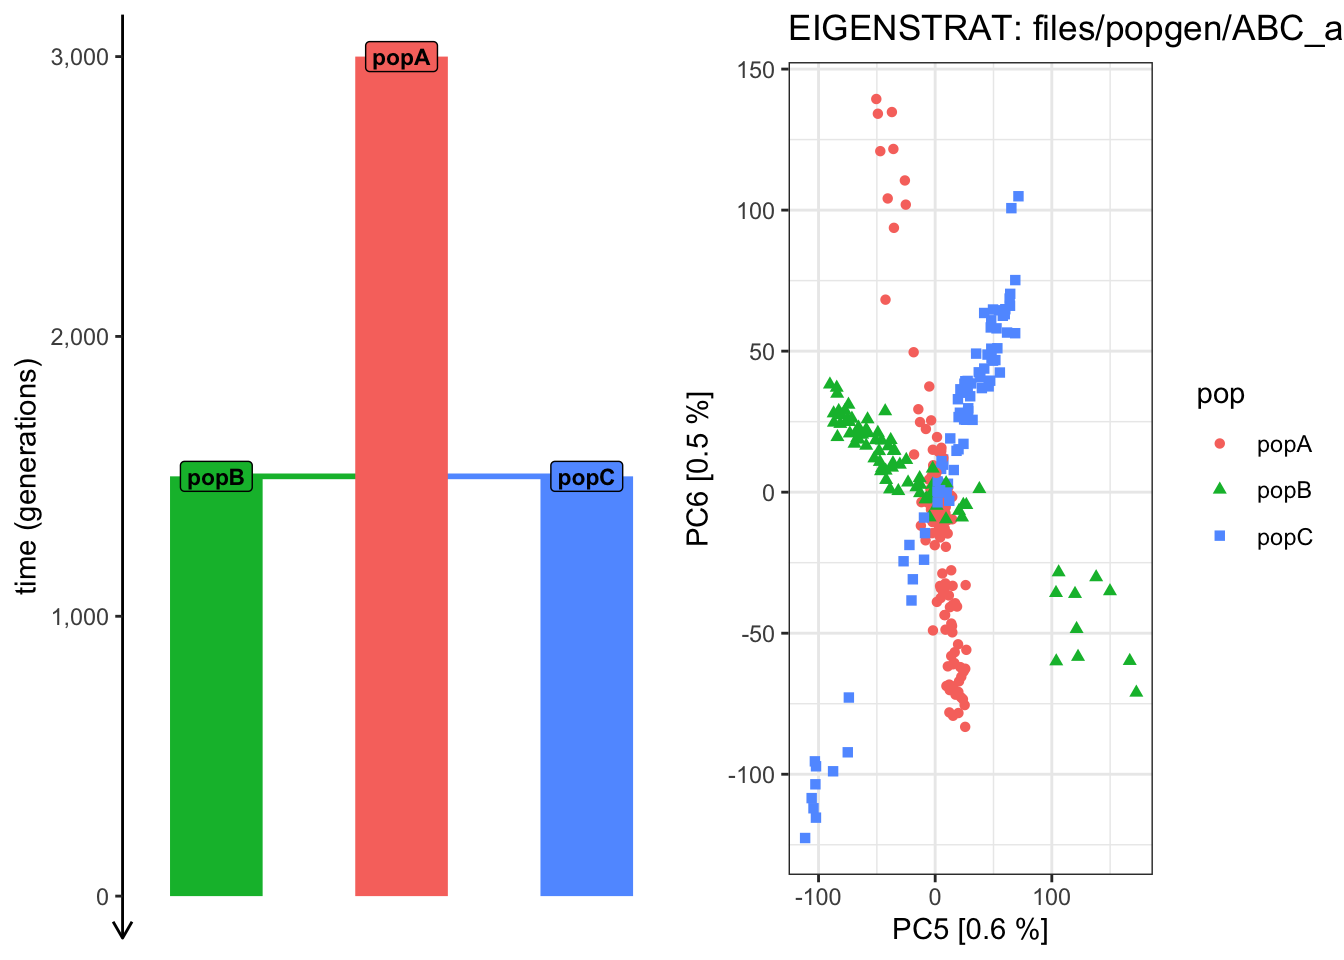 EIGENSTRAT: files/popgen/ABC_a
time (generations)
3,000
2,000
1,000
0
popA
popB
popC
PC6 [0.5 %]
150
100
50
0
-50
-100
-100
0
100
PC5 [0.6 %]
pop
popA
popB
popC